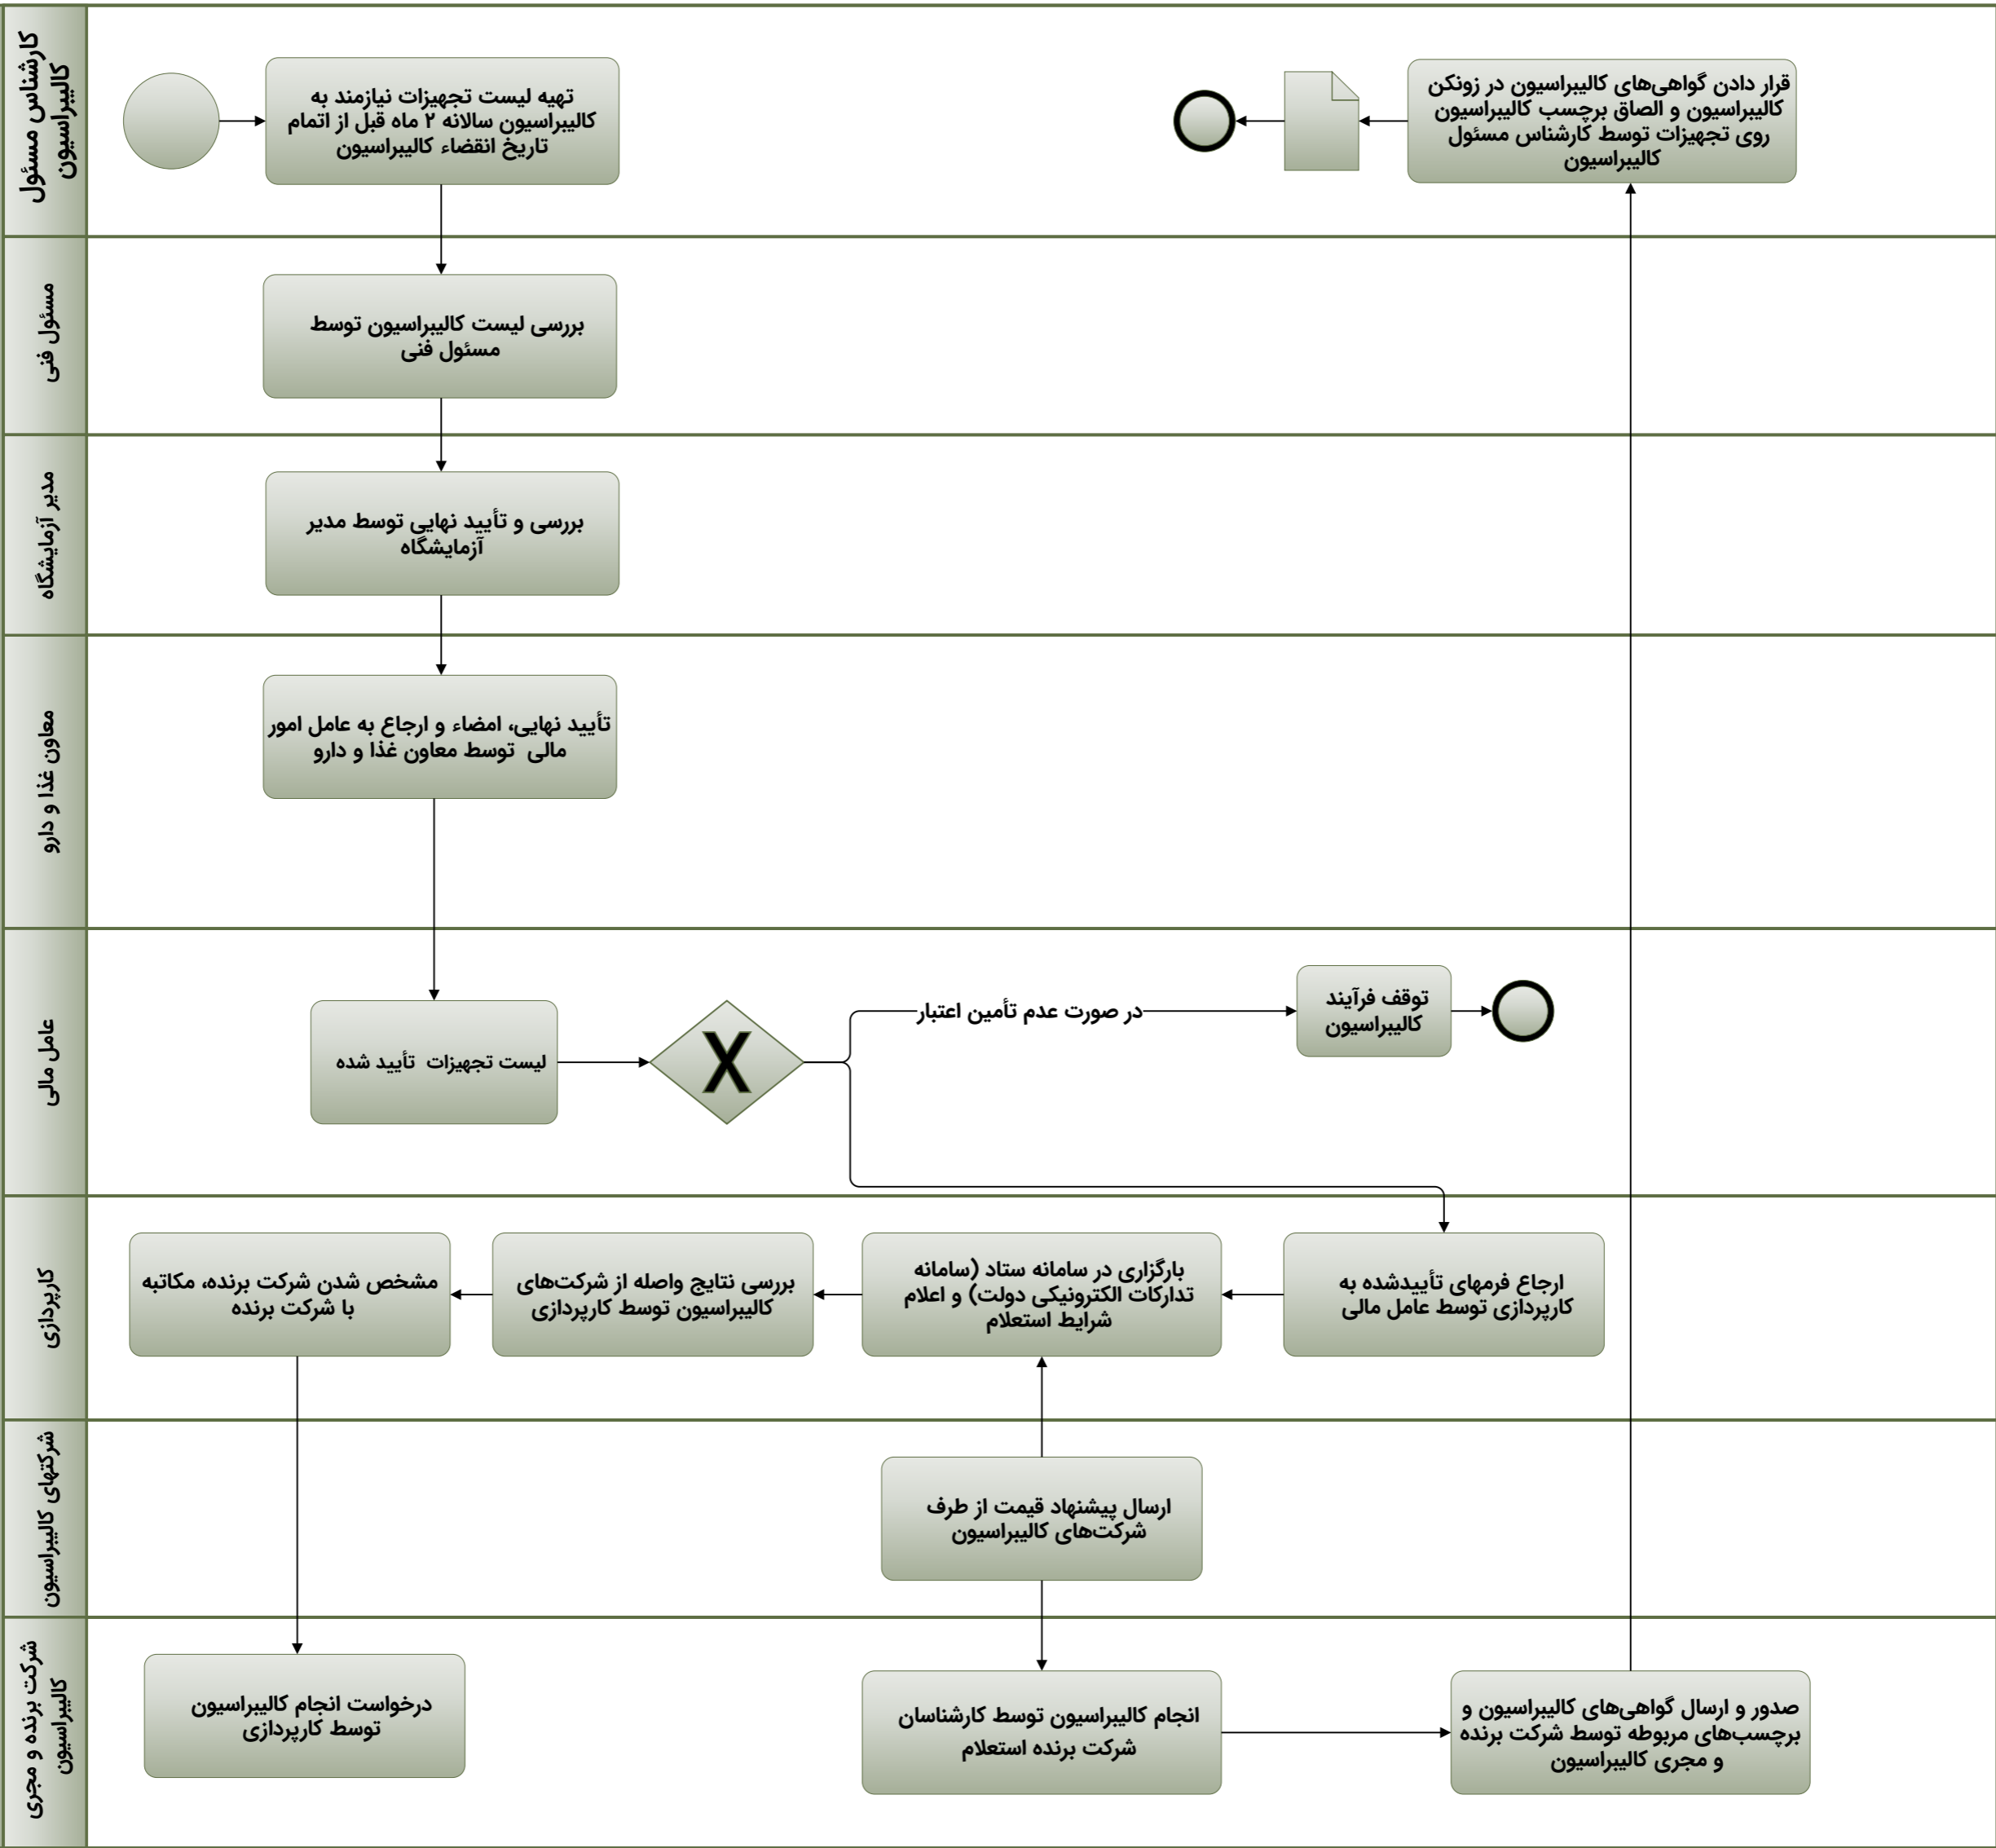 کارشناس مسئول
کالیبراسیون
تهیه لیست تجهیزات نیازمند به
کالیبراسیون سالانه ۲ ماه قبل از اتمام
تاریخ انقضاء کالیبراسیون
قرار دادن گواهی‌های کالیبراسیون در زونکن
کالیبراسیون و الصاق برچسب کالیبراسیون
روی تجهیزات توسط کارشناس مسئول
کالیبراسیون
مسئول فنی
بررسی لیست کالیبراسیون توسط
مسئول فنی
مدیر آزمایشگاه
بررسی و تأیید نهایی توسط مدیر
آزمایشگاه
معاون غذا و دارو
تأیید نهایی، امضاء و ارجاع به عامل امور
مالی توسط معاون غذا و دارو
عامل مالی
لیست تجهیزات تأیید شده
X
در صورت عدم تأمین اعتبار
توقف فرآیند
کالیبراسیون
کارپردازی
ارجاع فرمهای تأییدشده به
کارپردازی توسط عامل مالی
بارگزاری در سامانه ستاد (سامانه
تدارکات الکترونیکی دولت) و اعلام
شرایط استعلام
بررسی نتایج واصله از شرکت‌های
کالیبراسیون توسط کارپردازی
مشخص شدن شرکت برنده، مکاتبه
با شرکت برنده
شرکتهای کالیبراسیون
ارسال پیشنهاد قیمت از طرف
شرکت‌های کالیبراسیون
شرکت برنده و مجری
کالیبراسیون
درخواست انجام کالیبراسیون
توسط کارپردازی
انجام کالیبراسیون توسط کارشناسان
شرکت برنده استعلام
صدور و ارسال گواهی‌های کالیبراسیون و
برچسب‌های مربوطه توسط شرکت برنده
و مجری کالیبراسیون